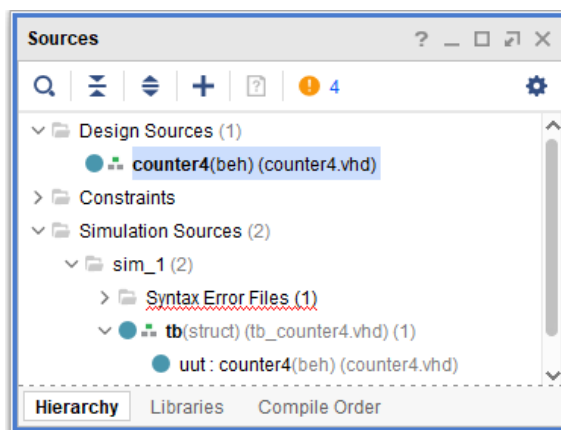 Sources
4
Design Sources (1)
counter4(beh) (counter4.vhd)
Constraints
Simulation Sources (2)
sim_1 (2)
Syntax Error Files (1)
tb(struct) (tb_counter4.vhd) (1)
uut : counter4(beh) (counter4.vhd)
Hierarchy Libraries Compile Order